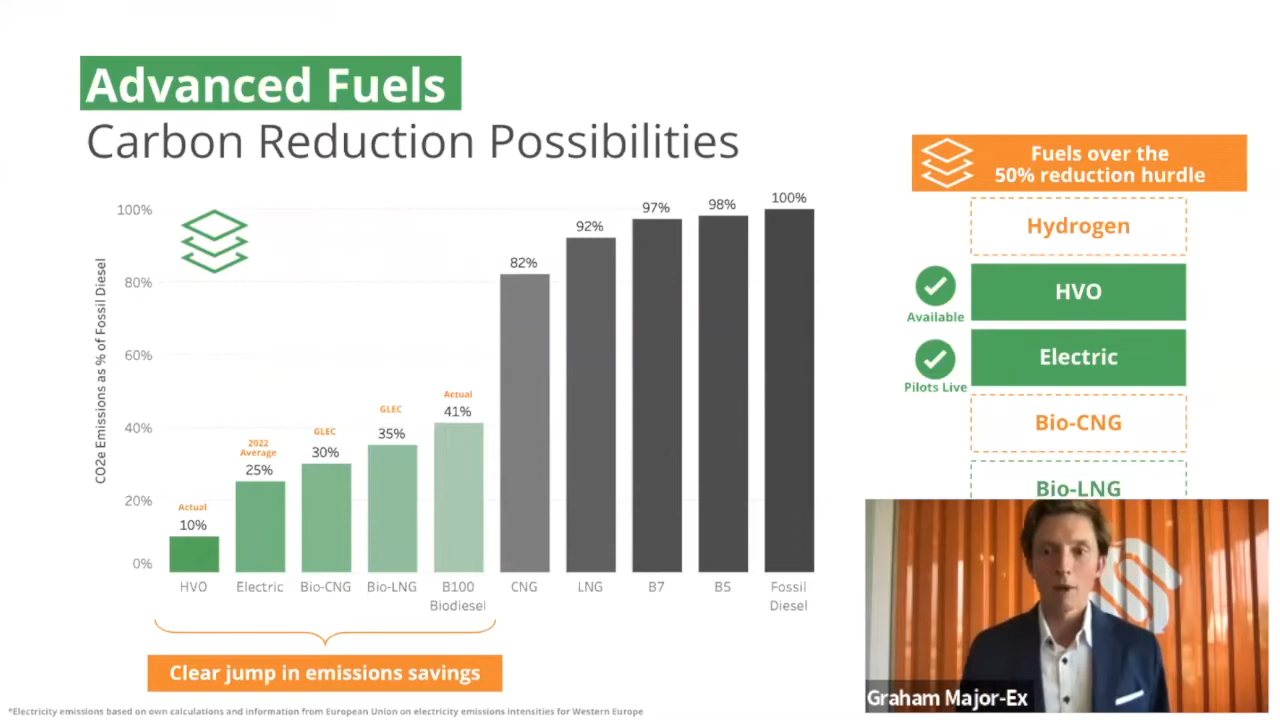 Advanced Fuels
Carbon Reduction Possibilities
CO2e Emissions as % of Fossil Diesel
100%
80%
60%
40%
20%
0%
Actual
10%
2022
Average
25%
GLEC
30%
GLEC
35%
Actual
41%
82%
92%
97%
98%
100%
HVO
Electric
Bio-CNG
Bio-LNG
B100
Biodiesel
CNG
LNG
B7
B5
Fossil
Diesel
Clear jump in emissions savings
*Electricity emissions based on own calculations and information from European Union on electricity emissions intensities for Western Europe
Fuels over the
50% reduction hurdle
Hydrogen
Available
HVO
Pilots Live
Electric
Bio-CNG
Bio-LNG
Graham Major-Ex